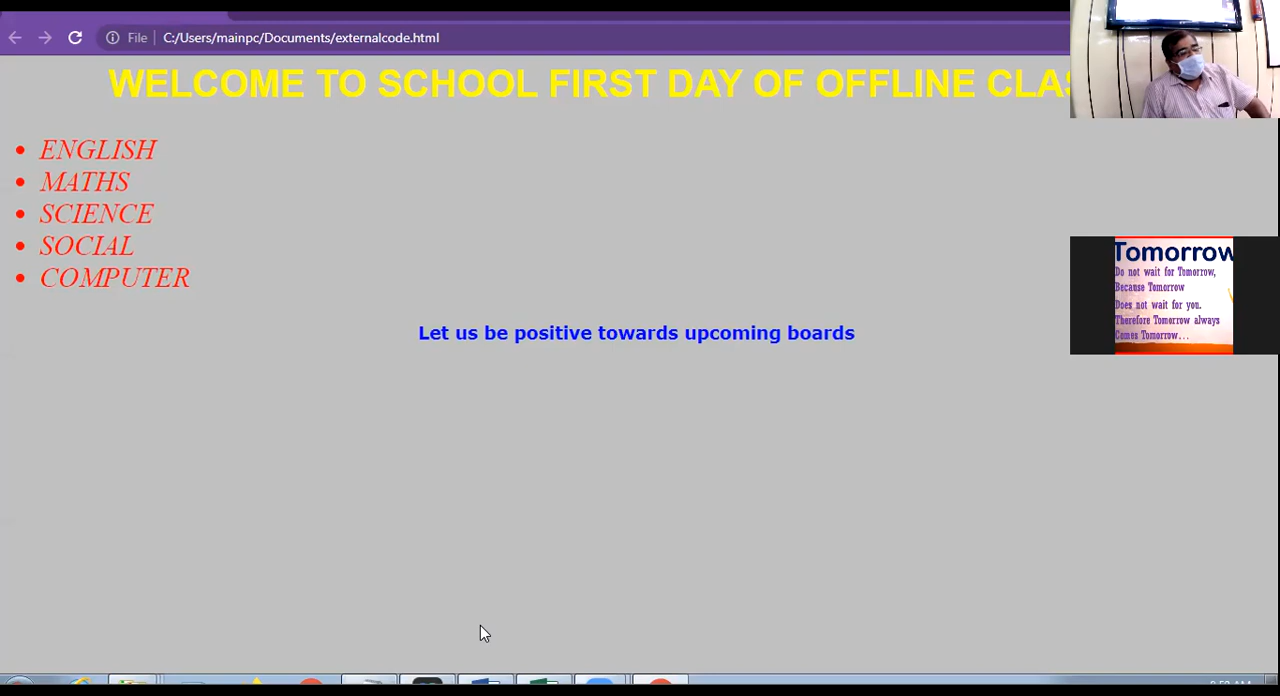 File
C:/Users/mainpc/Documents/externalcode.html
WELCOME TO SCHOOL FIRST DAY OF OFFLINE
ENGLISH
MATHS
SCIENCE
SOCIAL
COMPUTER
Let us be positive towards upcoming boards
Tomorrow
Do not wait for Tomorrow,
Because Tomorrow
Does not wait for you.
Therefore Tomorrow always
Comes Tomorrow...